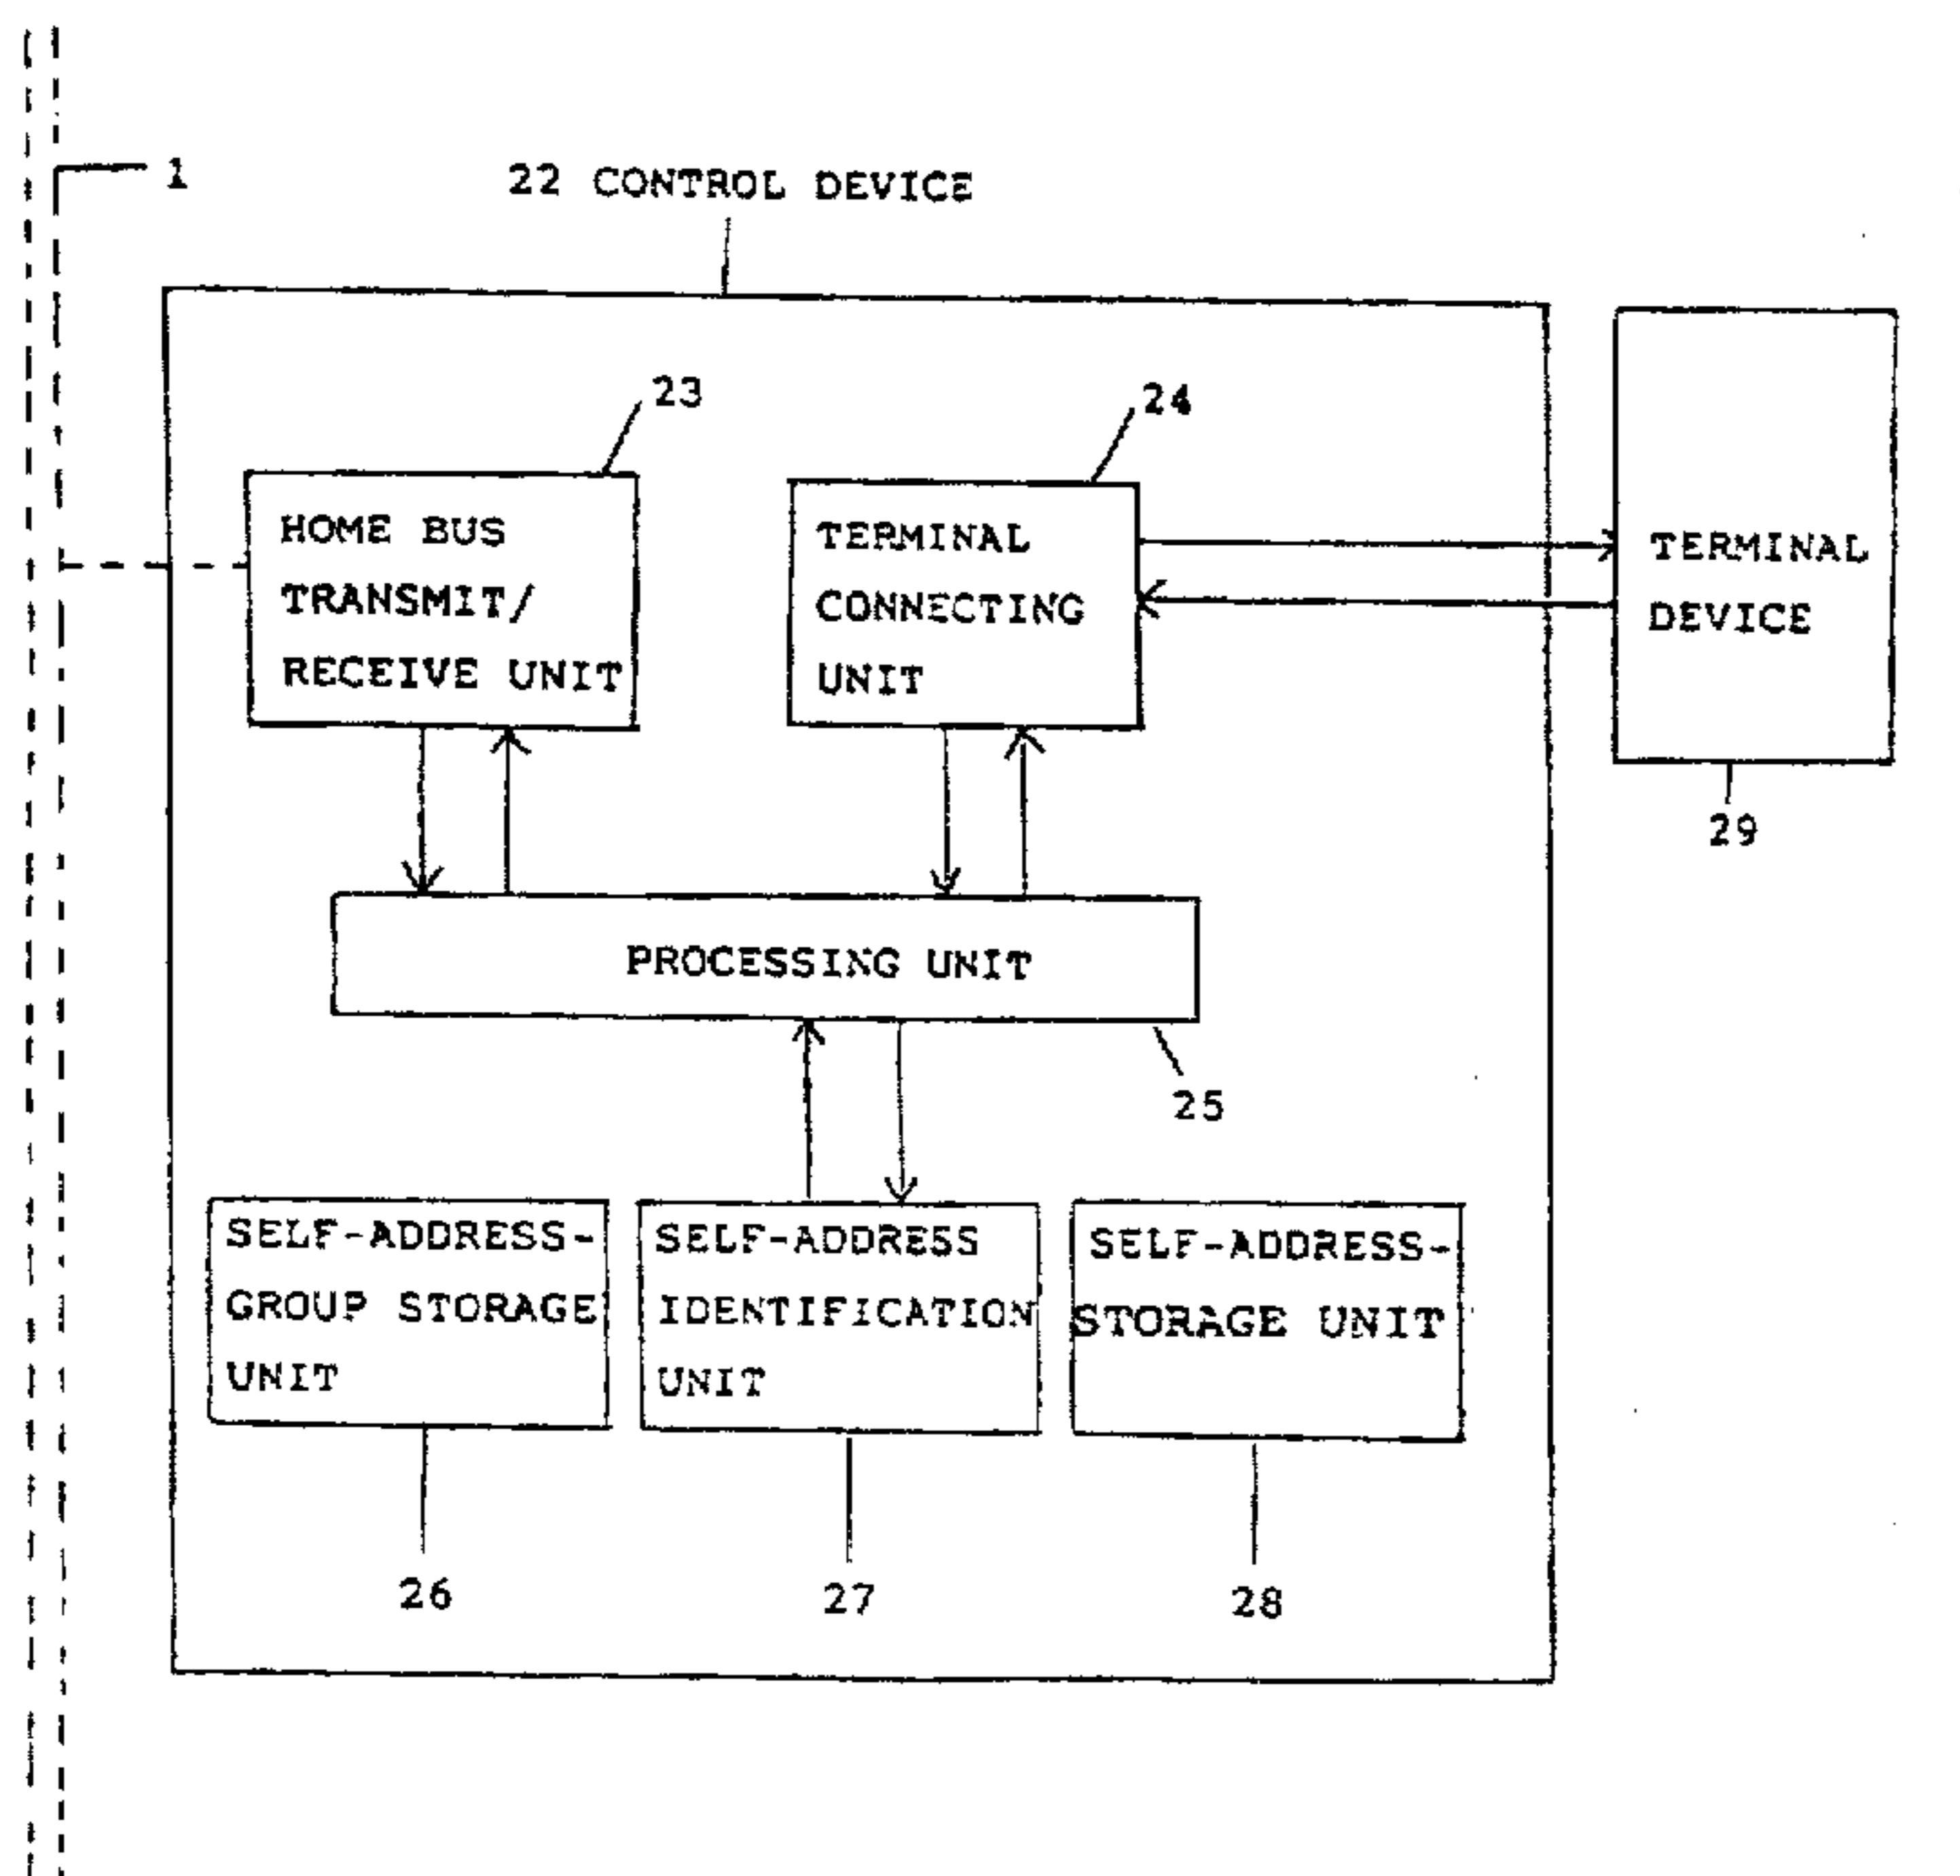 1
22 CONTROL DEVICE
23
24
HOME BUS
TRANSMIT/
RECEIVE UNIT
TERMINAL
CONNECTING
UNIT
TERMINAL
DEVICE
29
PROCESSING UNIT
25
SELF-ADDRESS-
GROUP STORAGE
UNIT
SELF-ADDRESS
IDENTIFICATION
UNIT
SELF-ADDRESS-
STORAGE UNIT
26
27
28